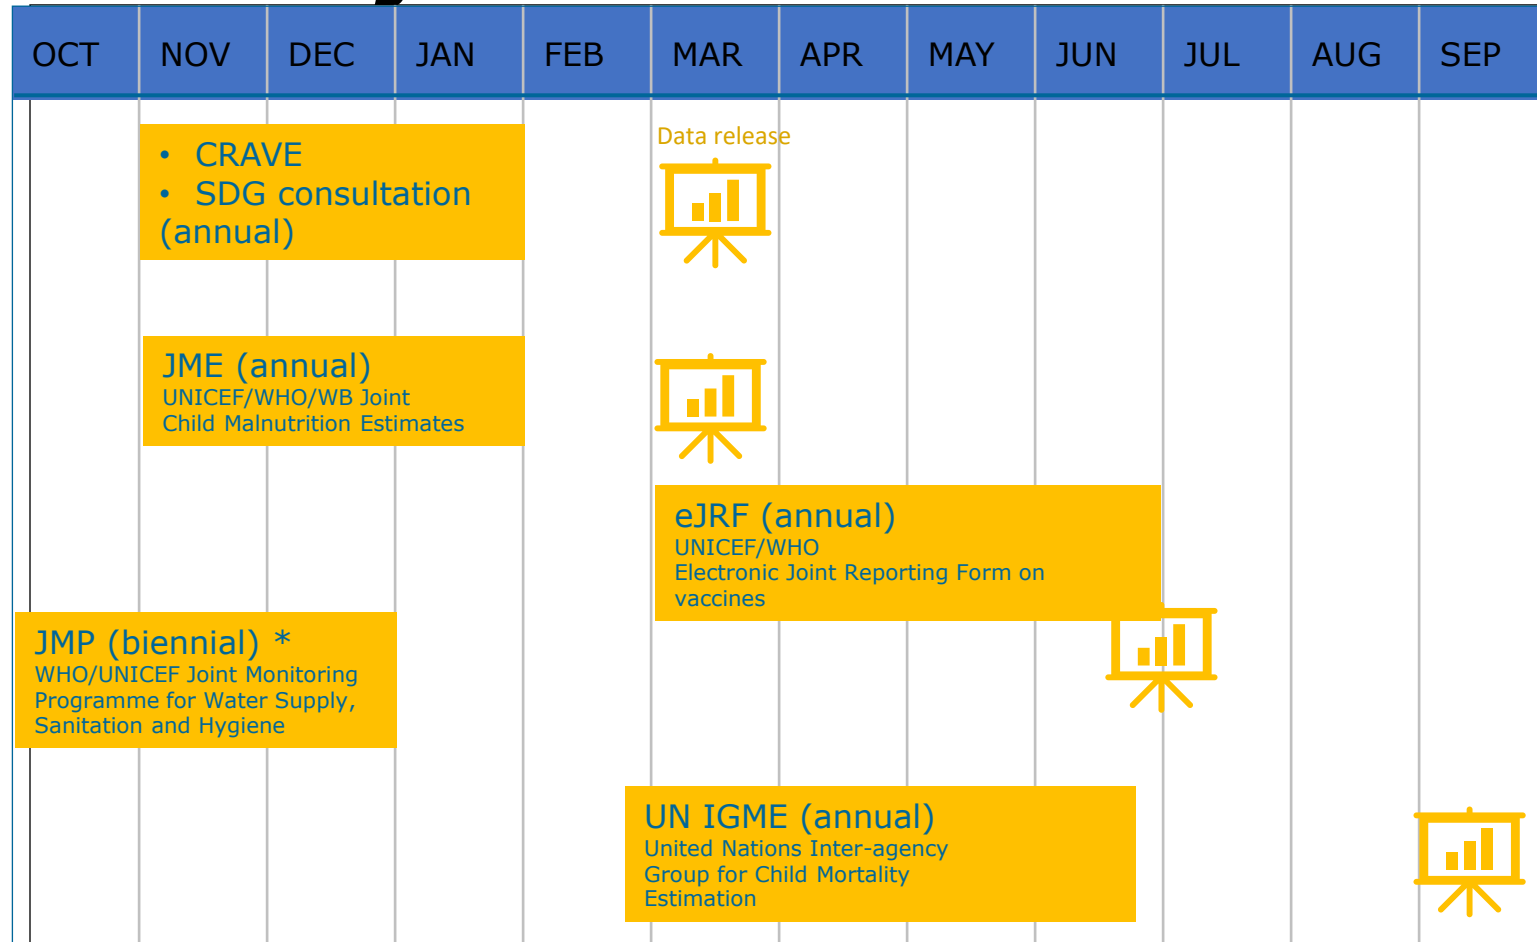 OCT NOV DEC JAN FEB MAR APR MAY JUN JUL AUG SEP
• CRAVE
• SDG consultation
(annual)
Data release
JME (annual)
UNICEF/WHO/WB Joint
Child Malnutrition Estimates
eJRF (annual)
UNICEF/WHO
Electronic Joint Reporting Form on
vaccines
JMP (biennial) *
WHO/UNICEF Joint Monitoring
Programme for Water Supply,
Sanitation and Hygiene
UN IGME (annual)
United Nations Inter-agency
Group for Child Mortality
Estimation